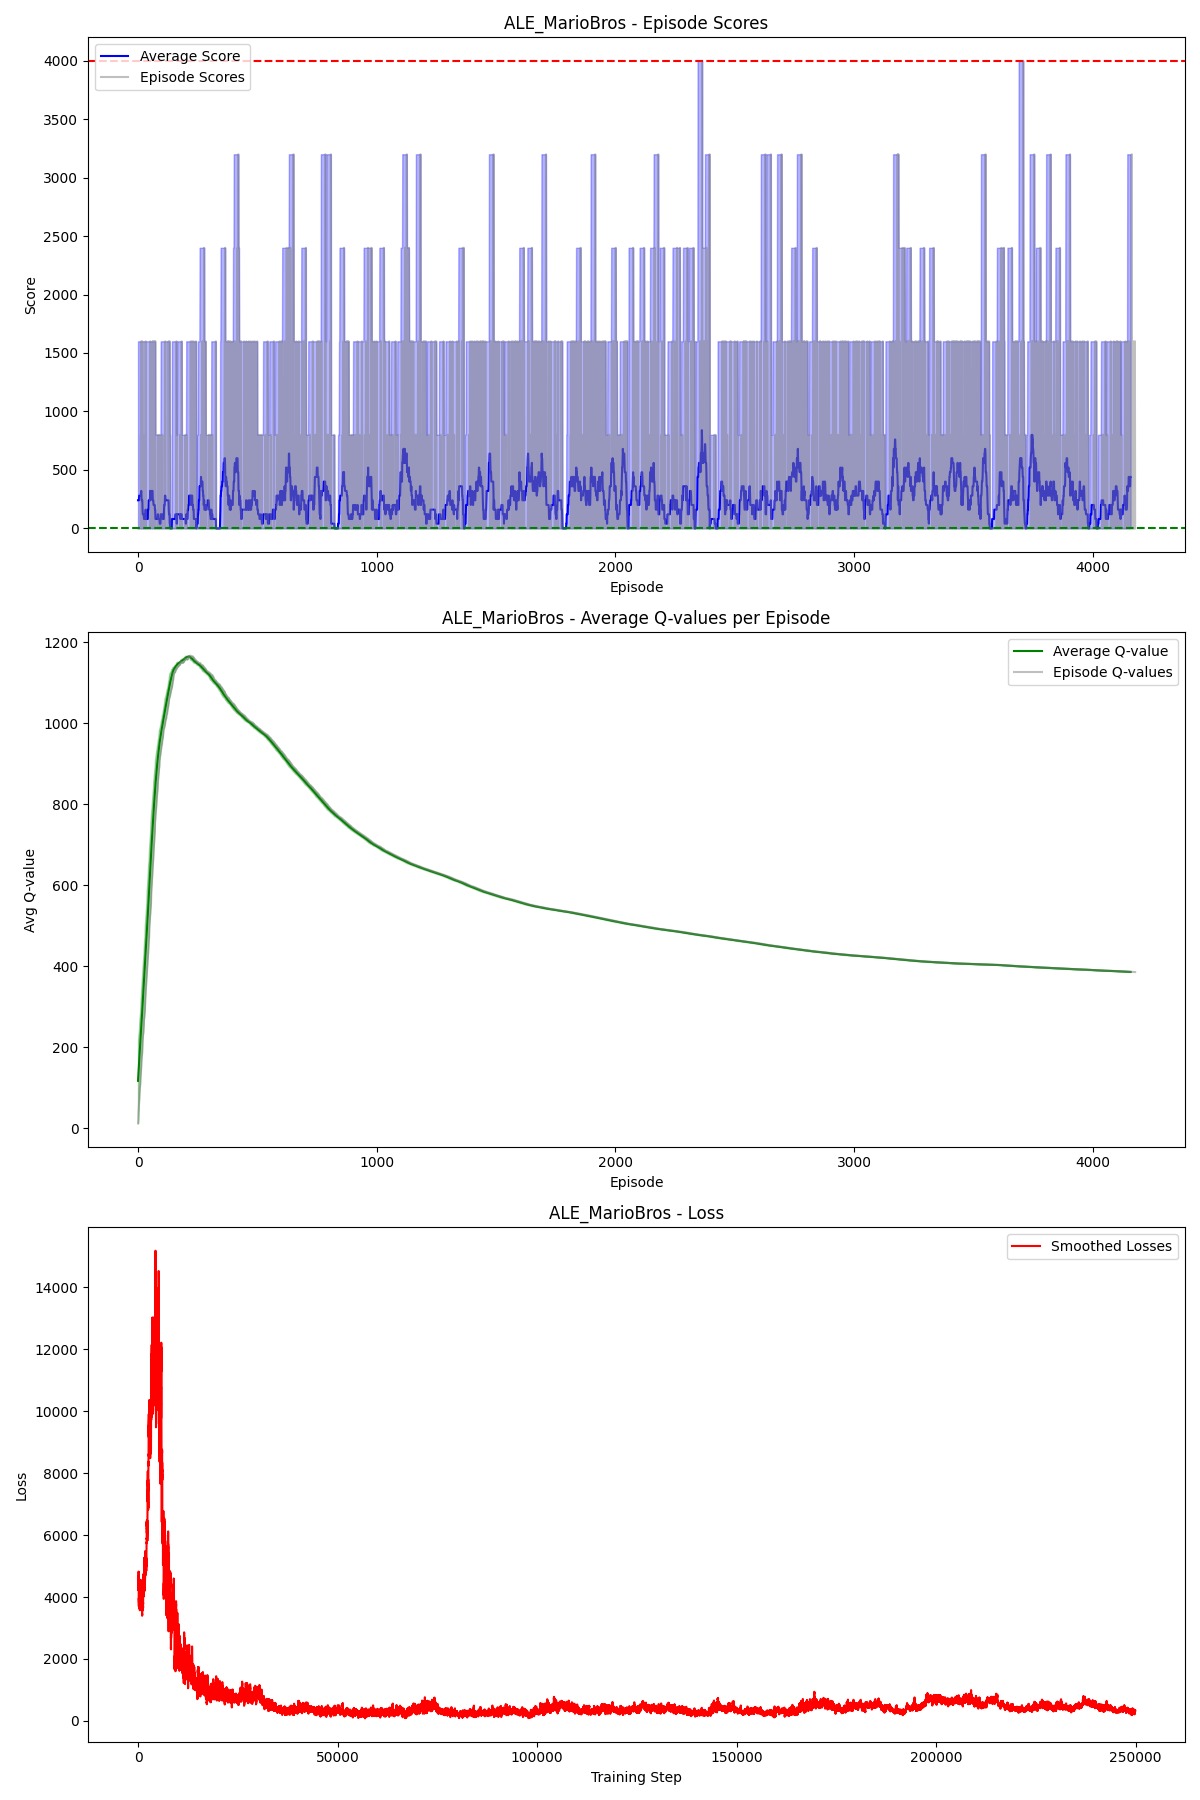 ALE_MarioBros - Episode Scores
Average Score
Episode Scores
4000
3500
3000
2500
2000
1500
1000
500
0
Score
0 1000 2000 3000 4000
Episode
ALE_MarioBros - Average Q-values per Episode
Average Q-value
Episode Q-values
1200
1000
800
600
400
200
0
Avg Q-value
0 1000 2000 3000 4000
Episode
ALE_MarioBros - Loss
Smoothed Losses
14000
12000
10000
8000
6000
4000
2000
0
Loss
0 50000 100000 150000 200000 250000
Training Step